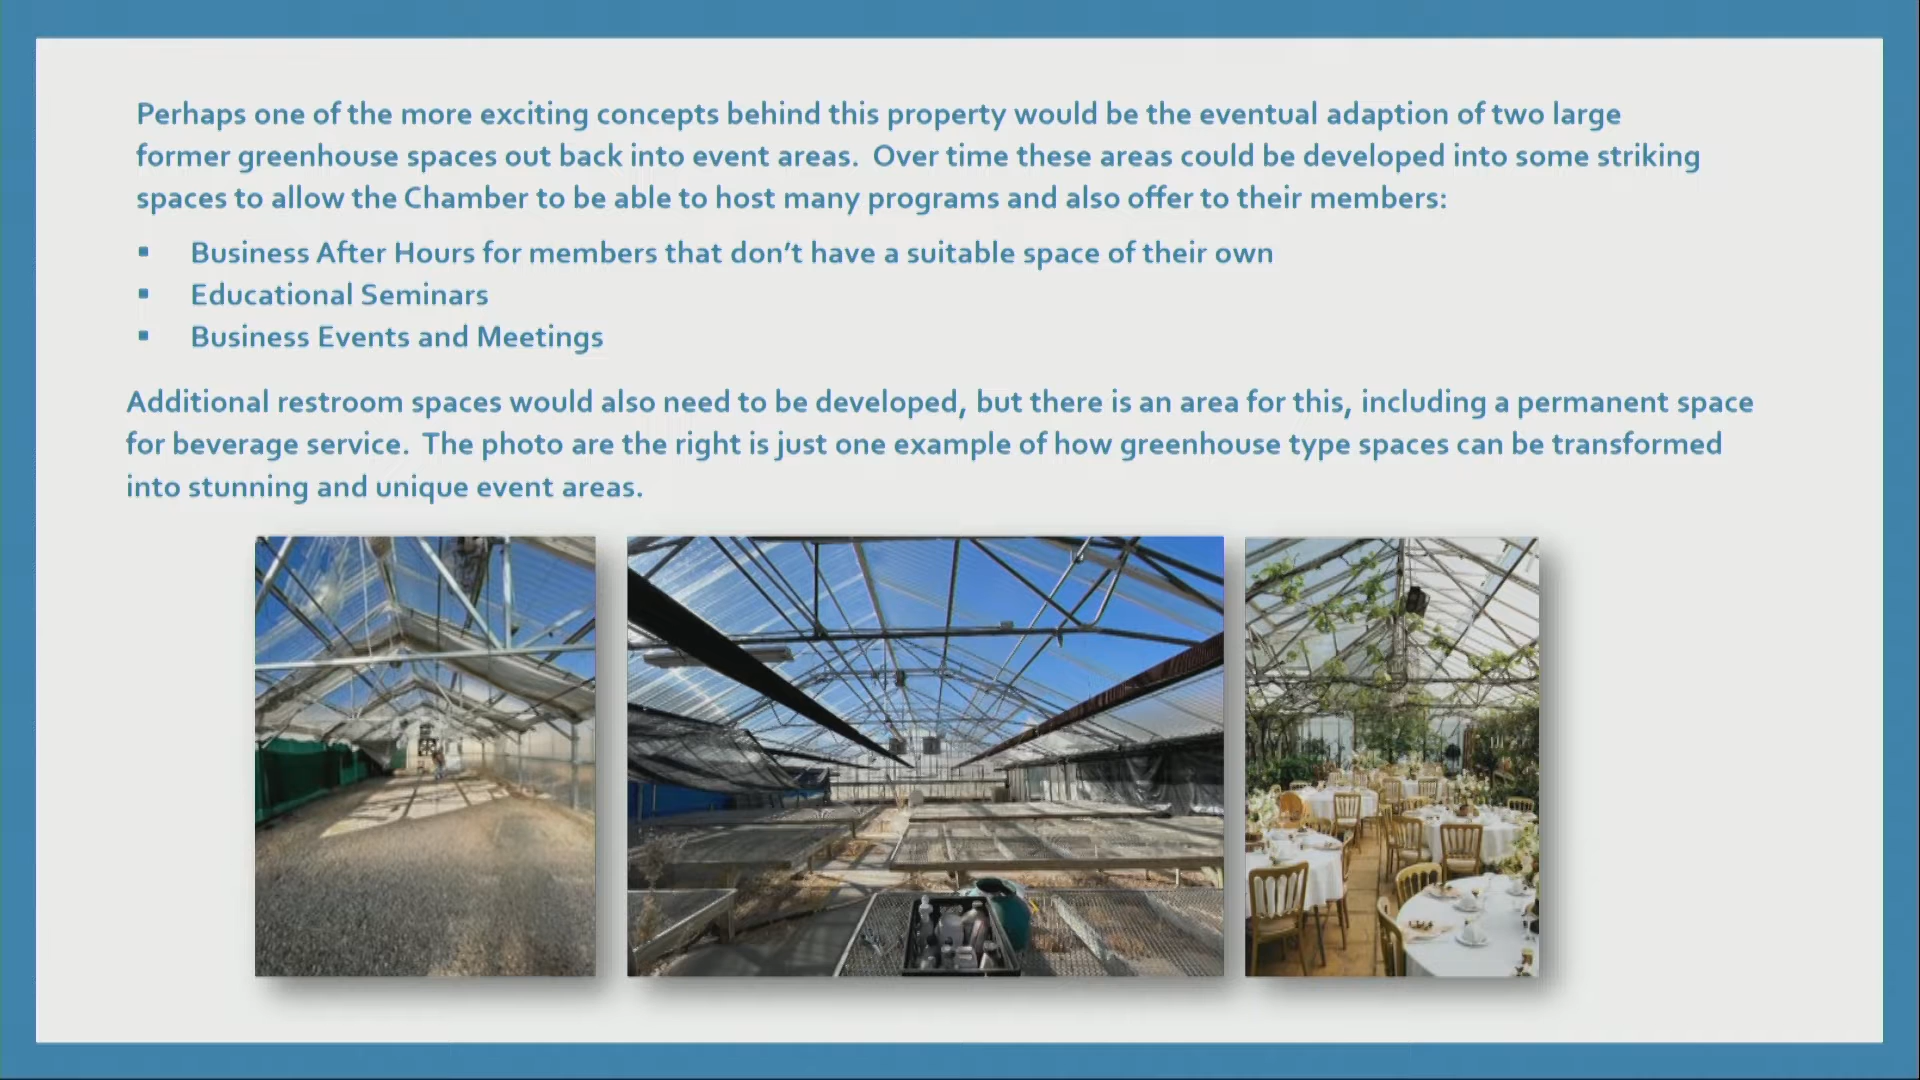 Perhaps one of the more exciting concepts behind this property would be the eventual adaption of two large
former greenhouse spaces out back into event areas.  Over time these areas could be developed into some striking
spaces to allow the Chamber to be able to host many programs and also offer to their members:
▪ Business After Hours for members that don’t have a suitable space of their own
▪ Educational Seminars
▪ Business Events and Meetings
Additional restroom spaces would also need to be developed, but there is an area for this, including a permanent space
for beverage service.  The photo are the right is just one example of how greenhouse type spaces can be transformed
into stunning and unique event areas.